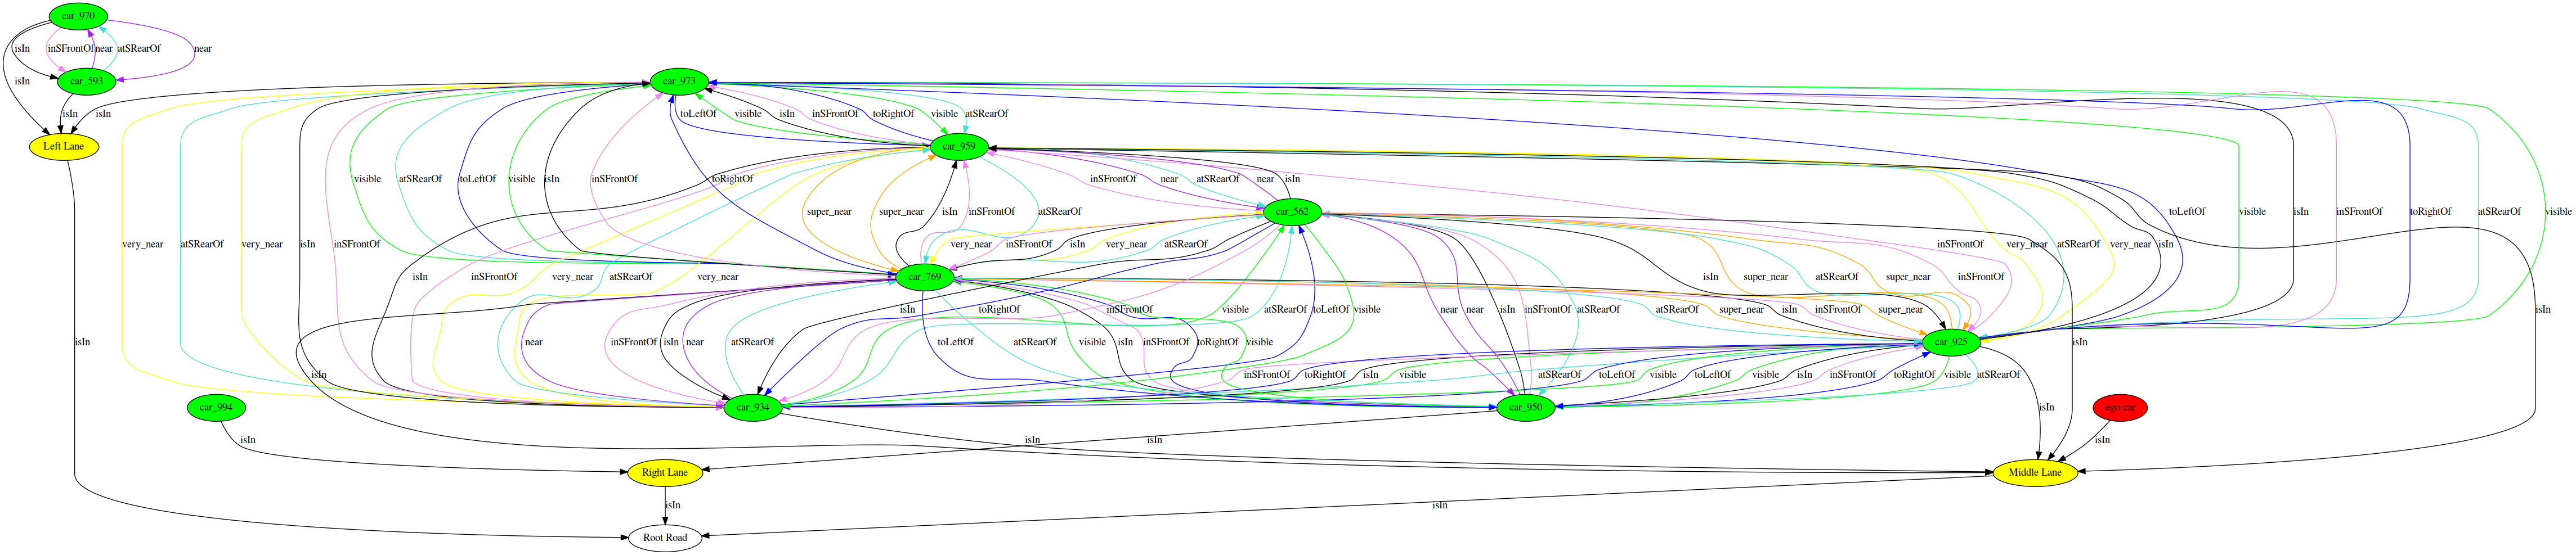 car_970
isIn inSFrontOf near atSRearOf near
car_593 car_973
isIn isIn isIn toLeftOf visible isIn inSFrontOf toRightOf visible atSRearOf
Left Lane car_959
visible atSRearOf toLeftOf visible isIn inSFrontOf toRightOf inSFrontOf near atSRearOf near isIn
car_562
super_near super_near isIn inSFrontOf atSRearOf toLeftOf visible isIn inSFrontOf toRightOf atSRearOf visible
very_near atSRearOf very_near isIn inSFrontOf very_near inSFrontOf isIn very_near atSRearOf inSFrontOf very_near atSRearOf very_near isIn
car_769
isIn inSFrontOf very_near atSRearOf very_near isIn super_near atSRearOf super_near inSFrontOf
isIn toRightOf inSFrontOf visible atSRearOf toLeftOf visible near near isIn inSFrontOf atSRearOf atSRearOf super_near isIn inSFrontOf super_near isIn
isIn near inSFrontOf isIn near atSRearOf toLeftOf atSRearOf visible isIn inSFrontOf toRightOf visible isIn
car_925
isIn inSFrontOf visible atSRearOf toRightOf isIn toLeftOf visible toLeftOf visible isIn inSFrontOf toRightOf visible atSRearOf
car_994 car_934 car_950 ego car
isIn
isIn isIn isIn isIn
Right Lane Middle Lane
isIn isIn
Root Road